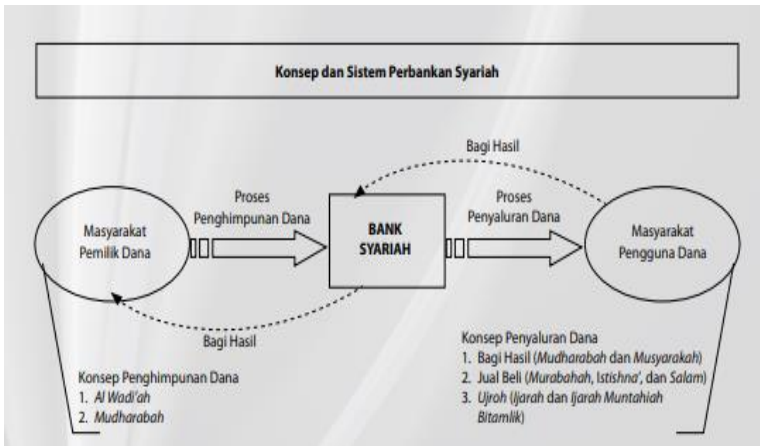 Konsep dan Sistem Perbankan Syariah
Bagi Hasil
Proses
Penghimpunan Dana
Proses
Penyaluran Dana
Masyarakat
Pemilik Dana
BANK
SYARIAH
Masyarakat
Pengguna Dana
Bagi Hasil
Konsep Penghimpunan Dana
1. Al Wadi'ah
2. Mudharabah
Konsep Penyaluran Dana
1. Bagi Hasil (Mudharabah dan Musyarakah)
2. Jual Beli (Murabahah, Istishna', dan Salam)
3. Ujroh (Ijarah dan Ijarah Muntahiah
Bitamlik)